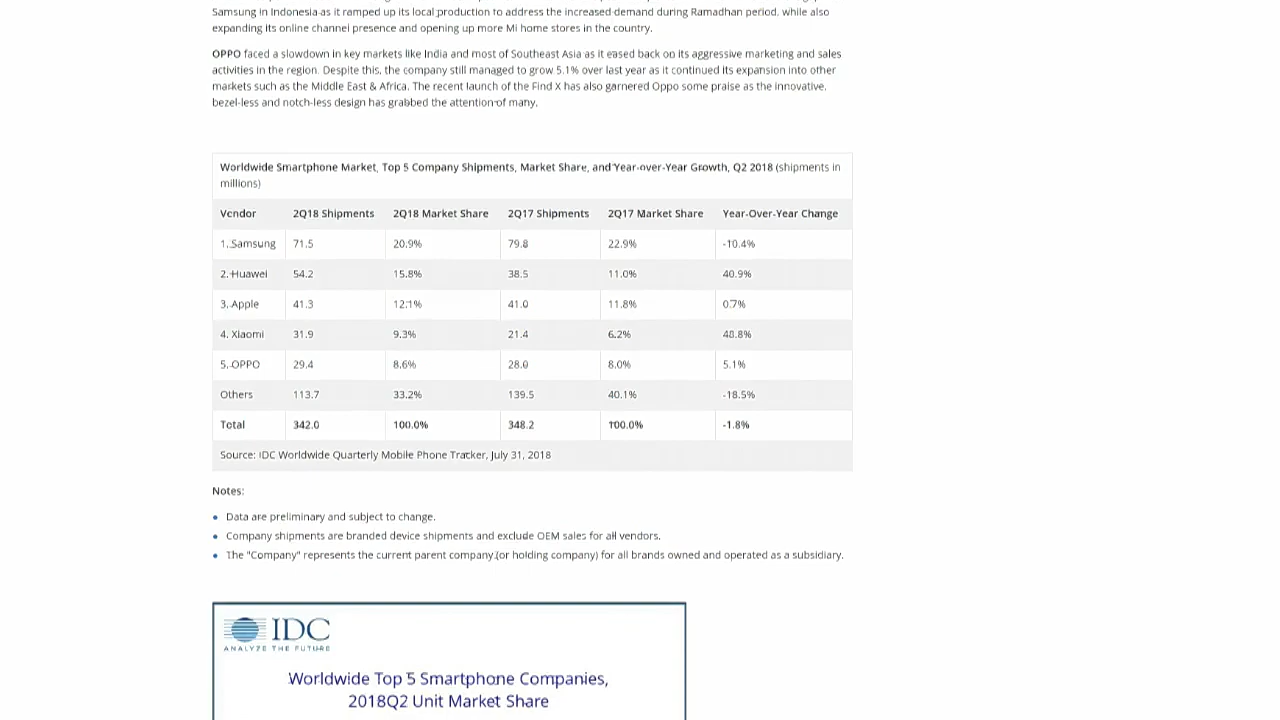 Samsung in Indonesia as it ramped up its local production to address the increased demand during Ramadhan period, while also
expanding its online channel presence and opening up more Mi home stores in the country.
OPPO faced a slowdown in key markets like India and most of Southeast Asia as it eased back on its aggressive marketing and sales
activities in the region. Despite this, the company still managed to grow 5.1% over last year as it continued its expansion into other
markets such as the Middle East & Africa. The recent launch of the Find X has also garnered Oppo some praise as the innovative,
bezel-less and notch-less design has grabbed the attention of many.
Worldwide Smartphone Market, Top 5 Company Shipments, Market Share, and Year-over-Year Growth, Q2 2018 (shipments in
millions)
Vendor 2Q18 Shipments 2Q18 Market Share 2Q17 Shipments 2Q17 Market Share Year-Over-Year Change
1. Samsung 71.5 20.9% 79.8 22.9% -10.4%
2. Huawei 54.2 15.8% 38.5 11.0% 40.9%
3. Apple 41.3 12.1% 41.0 11.8% 0.7%
4. Xiaomi 31.9 9.3% 21.4 6.2% 48.8%
5. OPPO 29.4 8.6% 28.0 8.0% 5.1%
Others 113.7 33.2% 139.5 40.1% -18.5%
Total 342.0 100.0% 348.2 100.0% -1.8%
Source: IDC Worldwide Quarterly Mobile Phone Tracker, July 31, 2018
Notes:
• Data are preliminary and subject to change.
• Company shipments are branded device shipments and exclude OEM sales for all vendors.
• The "Company" represents the current parent company (or holding company) for all brands owned and operated as a subsidiary.
IDC
ANALYZE THE FUTURE
Worldwide Top 5 Smartphone Companies,
2018Q2 Unit Market Share